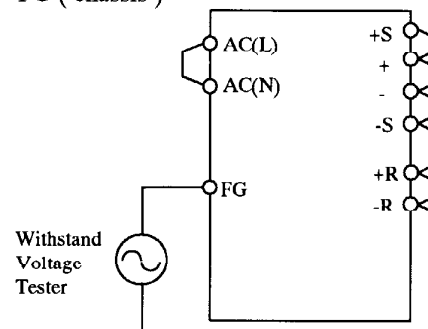 FG ( chassis )
AC(L)
AC(N)
FG
Withstand
Voltage
Tester
+S
+
-
-S
+R
-R